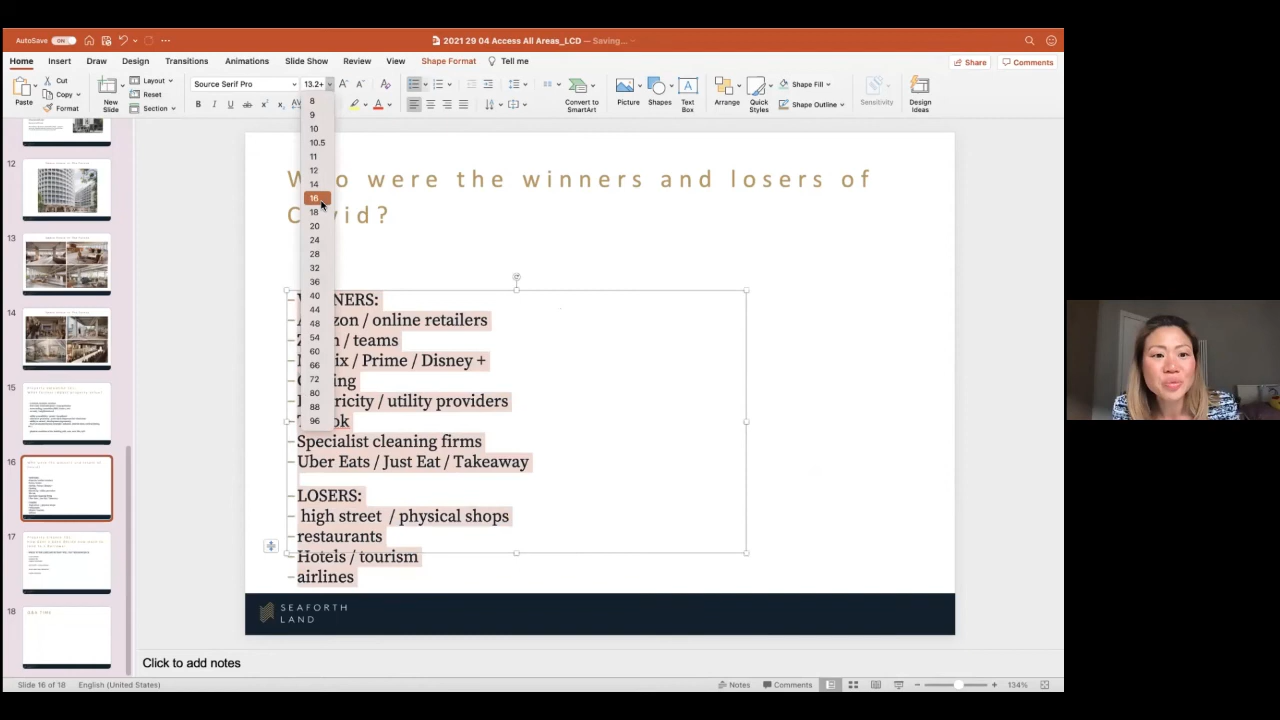 AutoSave ON
2021 29 04 Access All Areas_LCD — Saving...
Home Insert Draw Design Transitions Animations Slide Show Review View Shape Format Tell me
Share Comments
Paste
Cut
Copy
Format
New Slide
Layout
Reset
Section
Source Serif Pro
13.2+
Convert to SmartArt
Picture
Shapes
Text Box
Arrange
Quick Styles
Shape Fill
Shape Outline
Sensitivity
Design Ideas
8
9
10
10.5
11
12
14
16
18
20
24
28
32
36
40
44
48
54
60
66
72
80
88
96
12
13
14
15
16
17
18
Q&A TIME
were the winners and losers of
WINNERS:
/ online retailers
/ teams
/ Prime / Disney +
/ utility providers
Specialist cleaning firms
Uber Eats / Just Eat / Takeaway
LOSERS:
high street / physical shops
restaurants
Hotels / tourism
airlines
SEAFORTH
LAND
Click to add notes
Slide 16 of 18 English (United States)
Notes Comments 134%